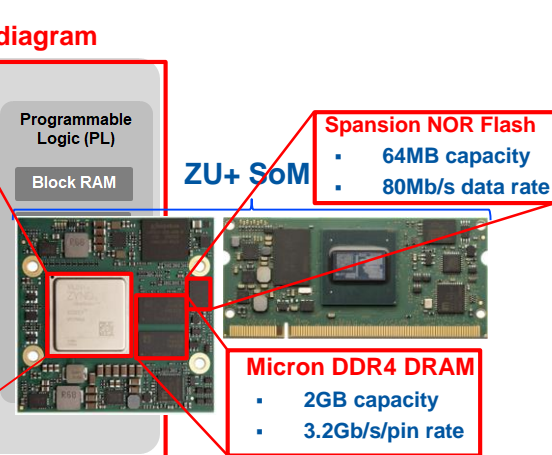 diagram
Programmable
Logic (PL)
Block RAM
ZU+ SoM
Spansion NOR Flash
▪ 64MB capacity
▪ 80Mb/s data rate
ZYNQ
Micron DDR4 DRAM
▪ 2GB capacity
▪ 3.2Gb/s/pin rate